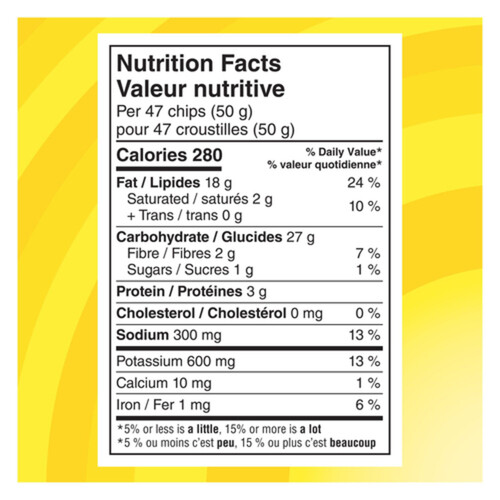 Nutrition Facts
Valeur nutritive
Per 47 chips (50 g)
pour 47 croustilles (50 g)
Calories 280
% Daily Value*
% valeur quotidienne*
Fat / Lipides 18 g 24 %
Saturated / saturés 2 g
+ Trans / trans 0 g
10 %
Carbohydrate / Glucides 27 g
Fibre / Fibres 2 g 7 %
Sugars / Sucres 1 g 1 %
Protein / Protéines 3 g
Cholesterol / Cholestérol 0 mg 0 %
Sodium 300 mg 13 %
Potassium 600 mg 13 %
Calcium 10 mg 1 %
Iron / Fer 1 mg 6 %
*5% or less is a little, 15% or more is a lot
*5 % ou moins c'est peu, 15 % ou plus c'est beaucoup